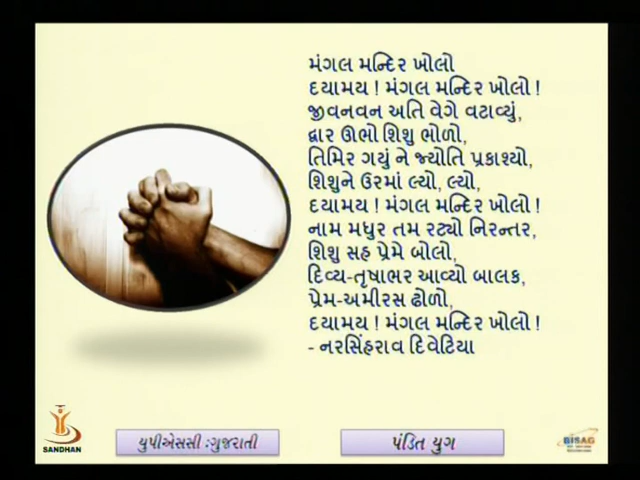 મંગલ મન્દિર ખોલો
દયામય ! મંગલ મન્દિર ખોલો !
જીવનવન અતિ વેગે વટાવ્યું,
દ્વાર ઊભો શિશુ ભોળો,
તિમિર ગયું ને જ્યોતિ પ્રકાશ્યો,
શિશુને ઉરમાં લ્યો, લ્યો,
દયામય ! મંગલ મન્દિર ખોલો !
નામ મધુર તમ રટ્યો નિરન્તર,
શિશુ સહ પ્રેમે બોલો,
દિવ્ય-તૃષાભર આવ્યો બાલક,
પ્રેમ-અમીરસ ઢોળો,
દયામય ! મંગલ મન્દિર ખોલો !
- નરસિંહરાવ દિવેટિયા
SANDHAN
યુપીએસસી :ગુજરાતી
પંડિત યુગ
BISAG